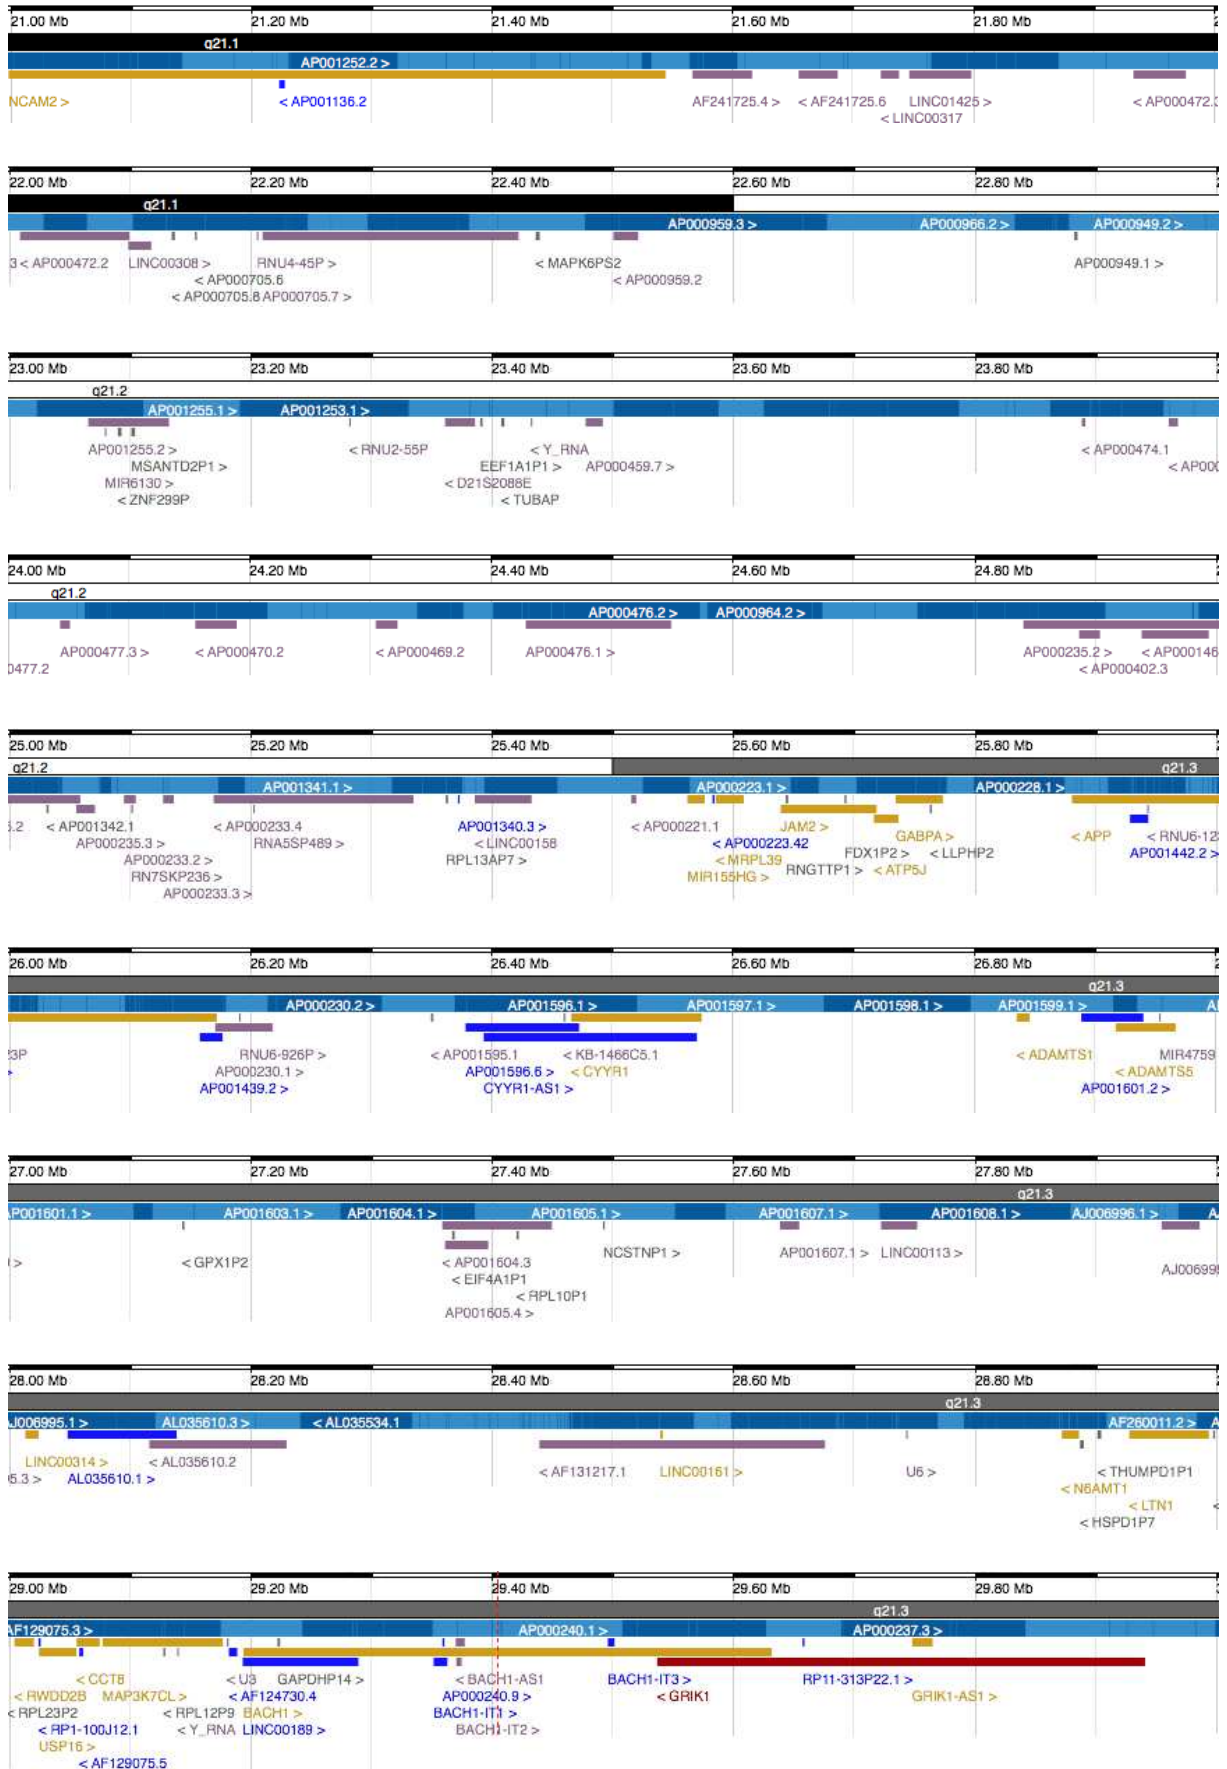 21.00 Mb 21.20 Mb 21.40 Mb 21.60 Mb 21.80 Mb
q21.1
AP001252.2 >
NCAM2 > < AP001136.2 AF241725.4 > < AF241725.6 LINC01425 > < AP000472.3
< LINC00317
22.00 Mb 22.20 Mb 22.40 Mb 22.60 Mb 22.80 Mb
q21.1
AP000959.3 > AP000966.2 > AP000949.2 >
3 < AP000472.2 LINC00308 > RNU4-45P > < MAPK6PS2 AP000949.1 >
< AP000705.6 < AP000959.2
< AP000705.8 AP000705.7 >
23.00 Mb 23.20 Mb 23.40 Mb 23.60 Mb 23.80 Mb
q21.2
AP001255.1 > AP001253.1 >
AP001255.2 > < RNU2-55P < Y_RNA < AP000474.1
MSANTD2P1 > EEF1A1P1 > AP000459.7 > < AP000
MIR6130 > < D21S2088E
< ZNF299P < TUBAP
24.00 Mb 24.20 Mb 24.40 Mb 24.60 Mb 24.80 Mb
q21.2
AP000476.2 > AP000964.2 >
AP000477.3 > < AP000470.2 < AP000469.2 AP000476.1 > AP000235.2 > < AP000146
0477.2 < AP000402.3
25.00 Mb 25.20 Mb 25.40 Mb 25.60 Mb 25.80 Mb
q21.2 q21.3
AP001341.1 > AP000223.1 > AP000228.1 >
5.2 < AP001342.1 < AP000233.4 AP001340.3 > < AP000221.1 JAM2 > GABPA > < APP < RNU6-123
AP000235.3 > RNA5SP489 > < LINC00158 < AP000223.42 FDX1P2 > < LLPHP2 AP001442.2 >
AP000233.2 > RPL13AP7 > < MRPL39 RNGTTP1 > < ATP5J
RN7SKP236 > MIR155HG >
AP000233.3 >
26.00 Mb 26.20 Mb 26.40 Mb 26.60 Mb 26.80 Mb
q21.3
AP000230.2 > AP001596.1 > AP001597.1 > AP001598.1 > AP001599.1 > A
23P RNU6-926P > < AP001595.1 < KB-1466C5.1 < ADAMTS1 MIR4759
> AP000230.1 > AP001596.6 > < CYYR1 < ADAMTS5
AP001439.2 > CYYR1-AS1 > AP001601.2 >
27.00 Mb 27.20 Mb 27.40 Mb 27.60 Mb 27.80 Mb
q21.3
AP001601.1 > AP001603.1 > AP001604.1 > AP001605.1 > AP001607.1 > AP001608.1 > AJ006996.1 > A
> < GPX1P2 < AP001604.3 NCSTNP1 > AP001607.1 > LINC00113 > AJ00699
< EIF4A1P1
< RPL10P1
AP001605.4 >
28.00 Mb 28.20 Mb 28.40 Mb 28.60 Mb 28.80 Mb
q21.3
AJ006995.1 > AL035610.3 > < AL035534.1 AF260011.2 > A
LINC00314 > < AL035610.2 < AF131217.1 LINC00161 > U6 > < THUMPD1P1
95.3 > AL035610.1 > < N6AMT1
< LTN1 <
< HSPD1P7
29.00 Mb 29.20 Mb 29.40 Mb 29.60 Mb 29.80 Mb
q21.3
AF129075.3 > AP000240.1 > AP000237.3 >
< CCT8 < U3 GAPDHP14 > < BACH1-AS1 BACH1-IT3 > RP11-313P22.1 >
< RWDD2B MAP3K7CL > < AF124730.4 AP000240.9 > < GRIK1 GRIK1-AS1 >
< RPL23P2 < RPL12P9 BACH1 > BACH1-IT1 >
< RP1-100J12.1 < Y_RNA LINC00189 > BACH1-IT2 >
USP16 >
< AF129075.5